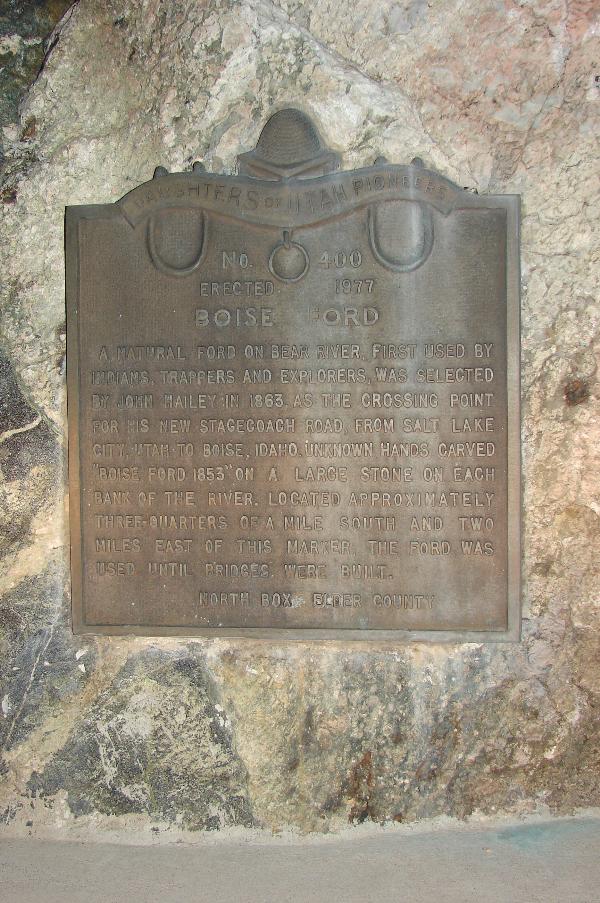 DAUGHTERS OF UTAH PIONEERS
No. 400
ERECTED 1977
BOISE FORD
A NATURAL FORD ON BEAR RIVER, FIRST USED BY
INDIANS, TRAPPERS AND EXPLORERS, WAS SELECTED
BY JOHN HAILEY IN 1863, AS THE CROSSING POINT
FOR HIS NEW STAGECOACH ROAD, FROM SALT LAKE
CITY, UTAH TO BOISE, IDAHO. UNKNOWN HANDS CARVED
"BOISE FORD 1853" ON A LARGE STONE ON EACH
BANK OF THE RIVER. LOCATED APPROXIMATELY
THREE-QUARTERS OF A MILE SOUTH AND TWO
MILES EAST OF THIS MARKER. THE FORD WAS
USED UNTIL BRIDGES WERE BUILT.
NORTH BOX ELDER COUNTY